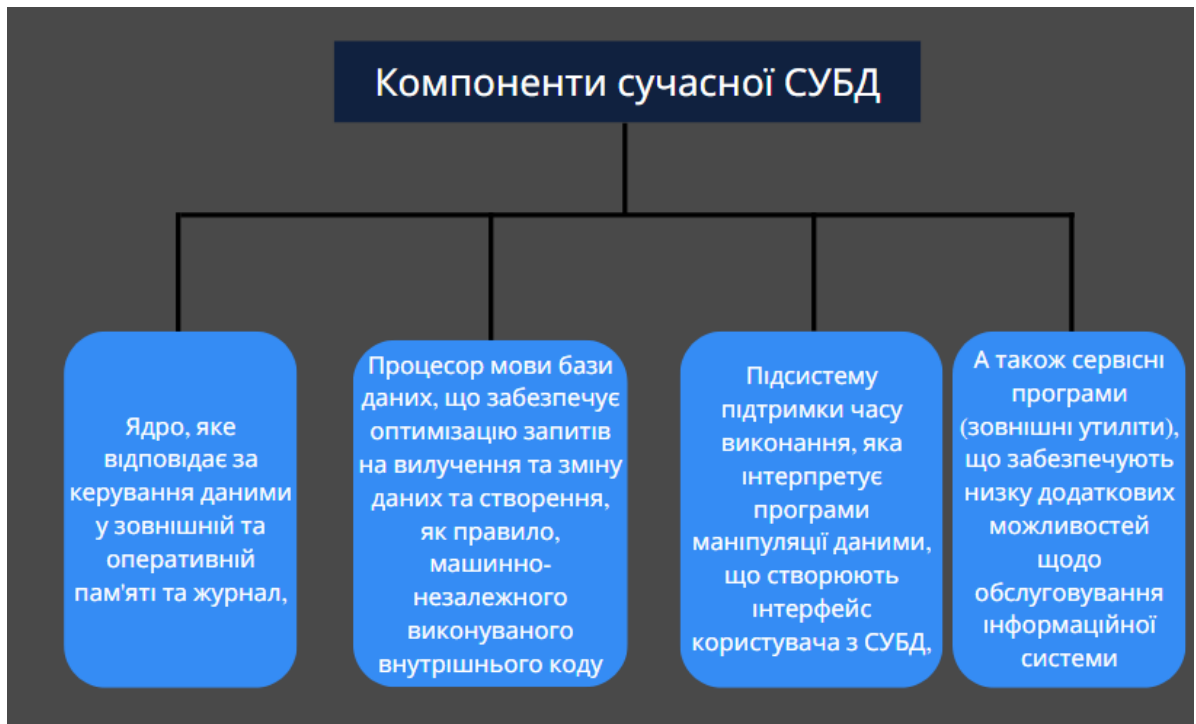 Компоненти сучасної СУБД
Ядро, яке
відповідає за
керування даними
у зовнішній та
оперативній
пам'яті та журнал,
Процесор мови бази
даних, що забезпечує
оптимізацію запитів
на вилучення та зміну
даних та створення,
як правило,
машинно-
незалежного
виконуваного
внутрішнього коду
Підсистему
підтримки часу
виконання, яка
інтерпретує
програми
маніпуляції даними,
що створюють
інтерфейс
користувача з СУБД,
А також сервісні
програми
(зовнішні утиліти),
що забезпечують
низку додаткових
можливостей
щодо
обслуговування
інформаційної
системи